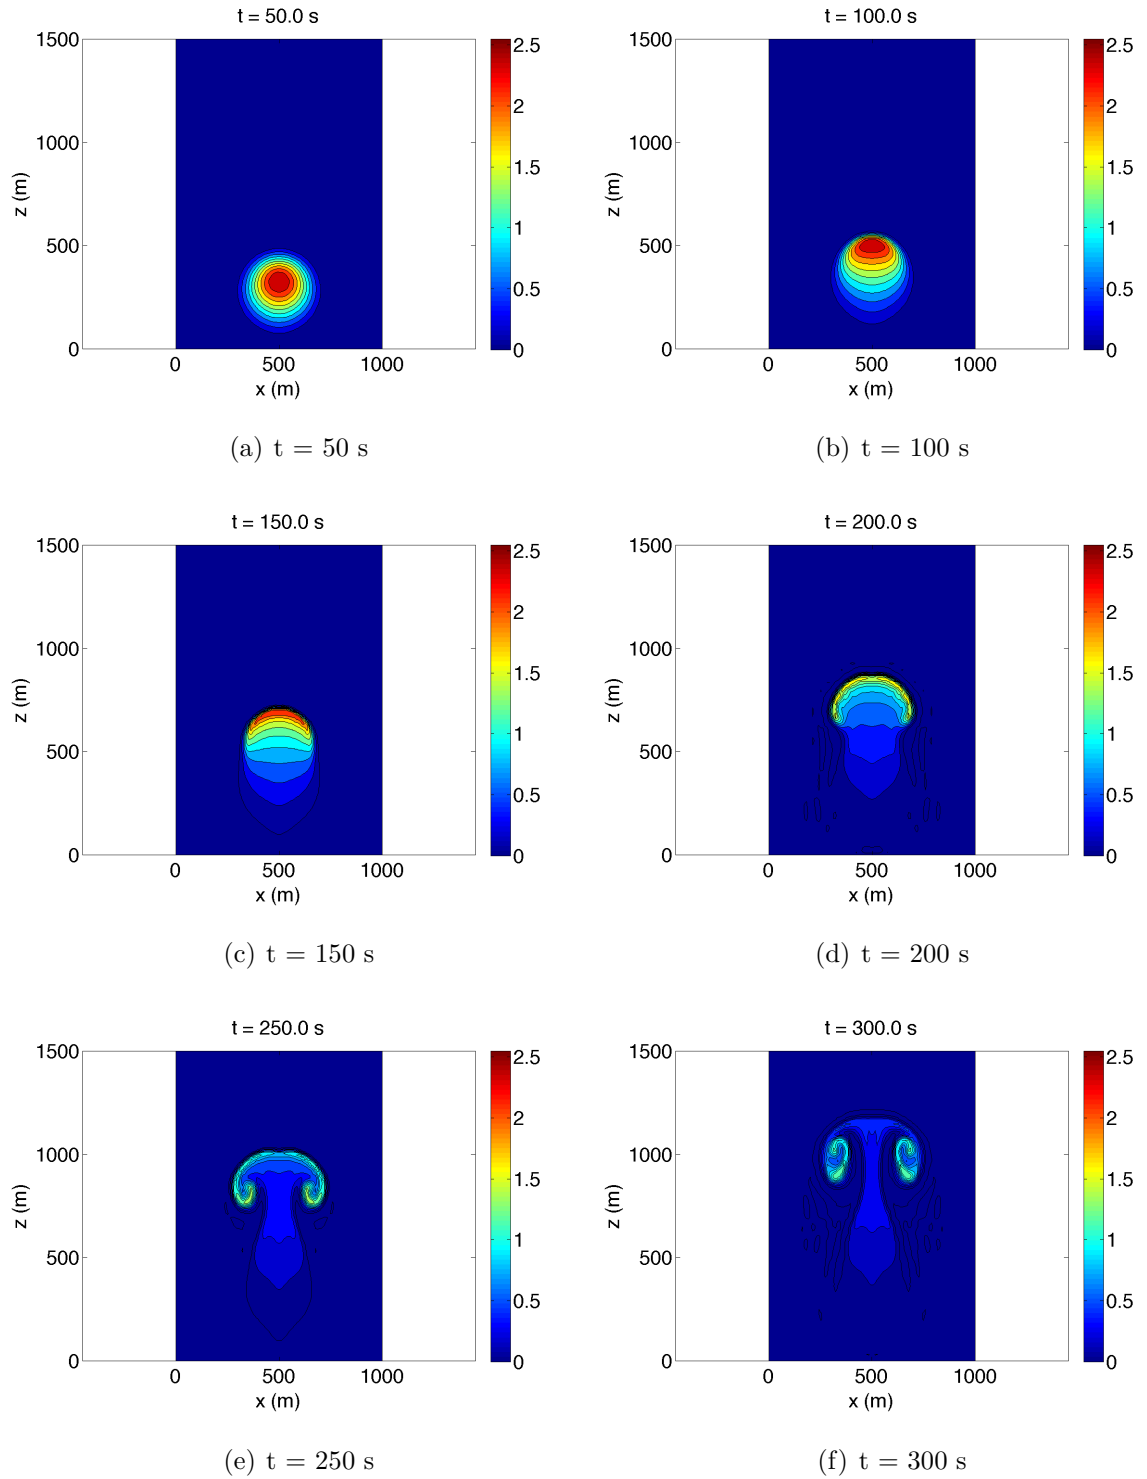 t = 50.0 s
1500
1000
500
0
z (m)
0 500 1000
x (m)
2.5
2
1.5
1
0.5
0
(a) t = 50 s
t = 100.0 s
1500
1000
500
0
z (m)
0 500 1000
x (m)
2.5
2
1.5
1
0.5
0
(b) t = 100 s
t = 150.0 s
1500
1000
500
0
z (m)
0 500 1000
x (m)
2.5
2
1.5
1
0.5
0
(c) t = 150 s
t = 200.0 s
1500
1000
500
0
z (m)
0 500 1000
x (m)
2.5
2
1.5
1
0.5
0
(d) t = 200 s
t = 250.0 s
1500
1000
500
0
z (m)
0 500 1000
x (m)
2.5
2
1.5
1
0.5
0
(e) t = 250 s
t = 300.0 s
1500
1000
500
0
z (m)
0 500 1000
x (m)
2.5
2
1.5
1
0.5
0
(f) t = 300 s